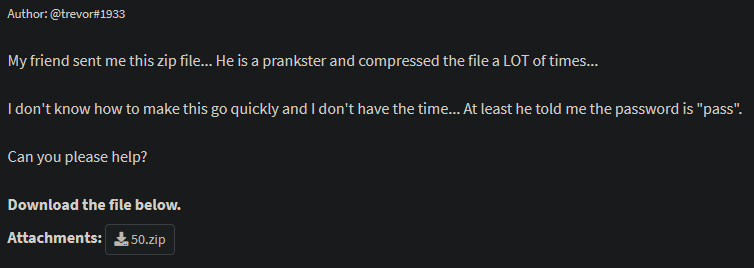 Author: @trevor#1933
My friend sent me this zip file... He is a prankster and compressed the file a LOT of times...
I don't know how to make this go quickly and I don't have the time... At least he told me the password is "pass".
Can you please help?
Download the file below.
Attachments: 50.zip